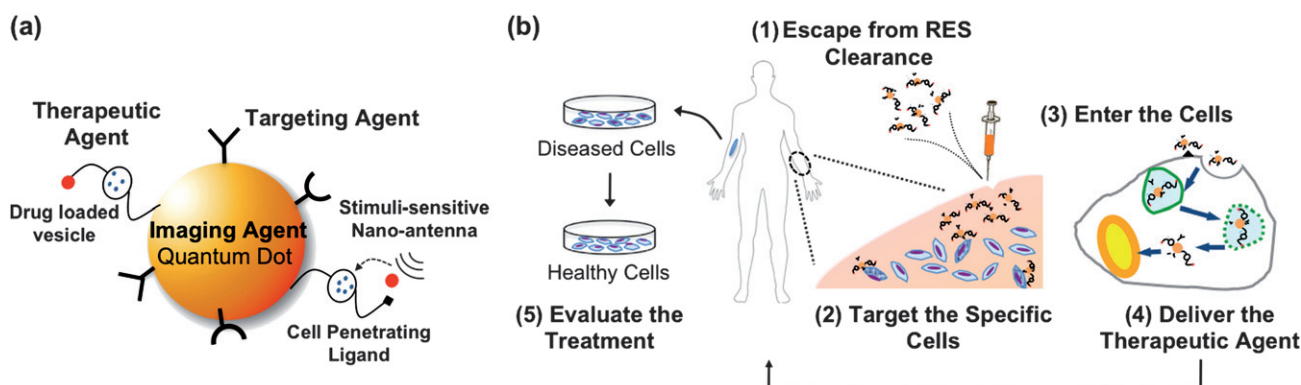 (a)
Therapeutic
Agent
Targeting Agent
Drug loaded
vesicle
Imaging Agent
Quantum Dot
Stimuli-sensitive
Nano-antenna
Cell Penetrating
Ligand
(b)
(1) Escape from RES
Clearance
Diseased Cells
Healthy Cells
(5) Evaluate the
Treatment
(2) Target the Specific
Cells
(3) Enter the Cells
(4) Deliver the
Therapeutic Agent